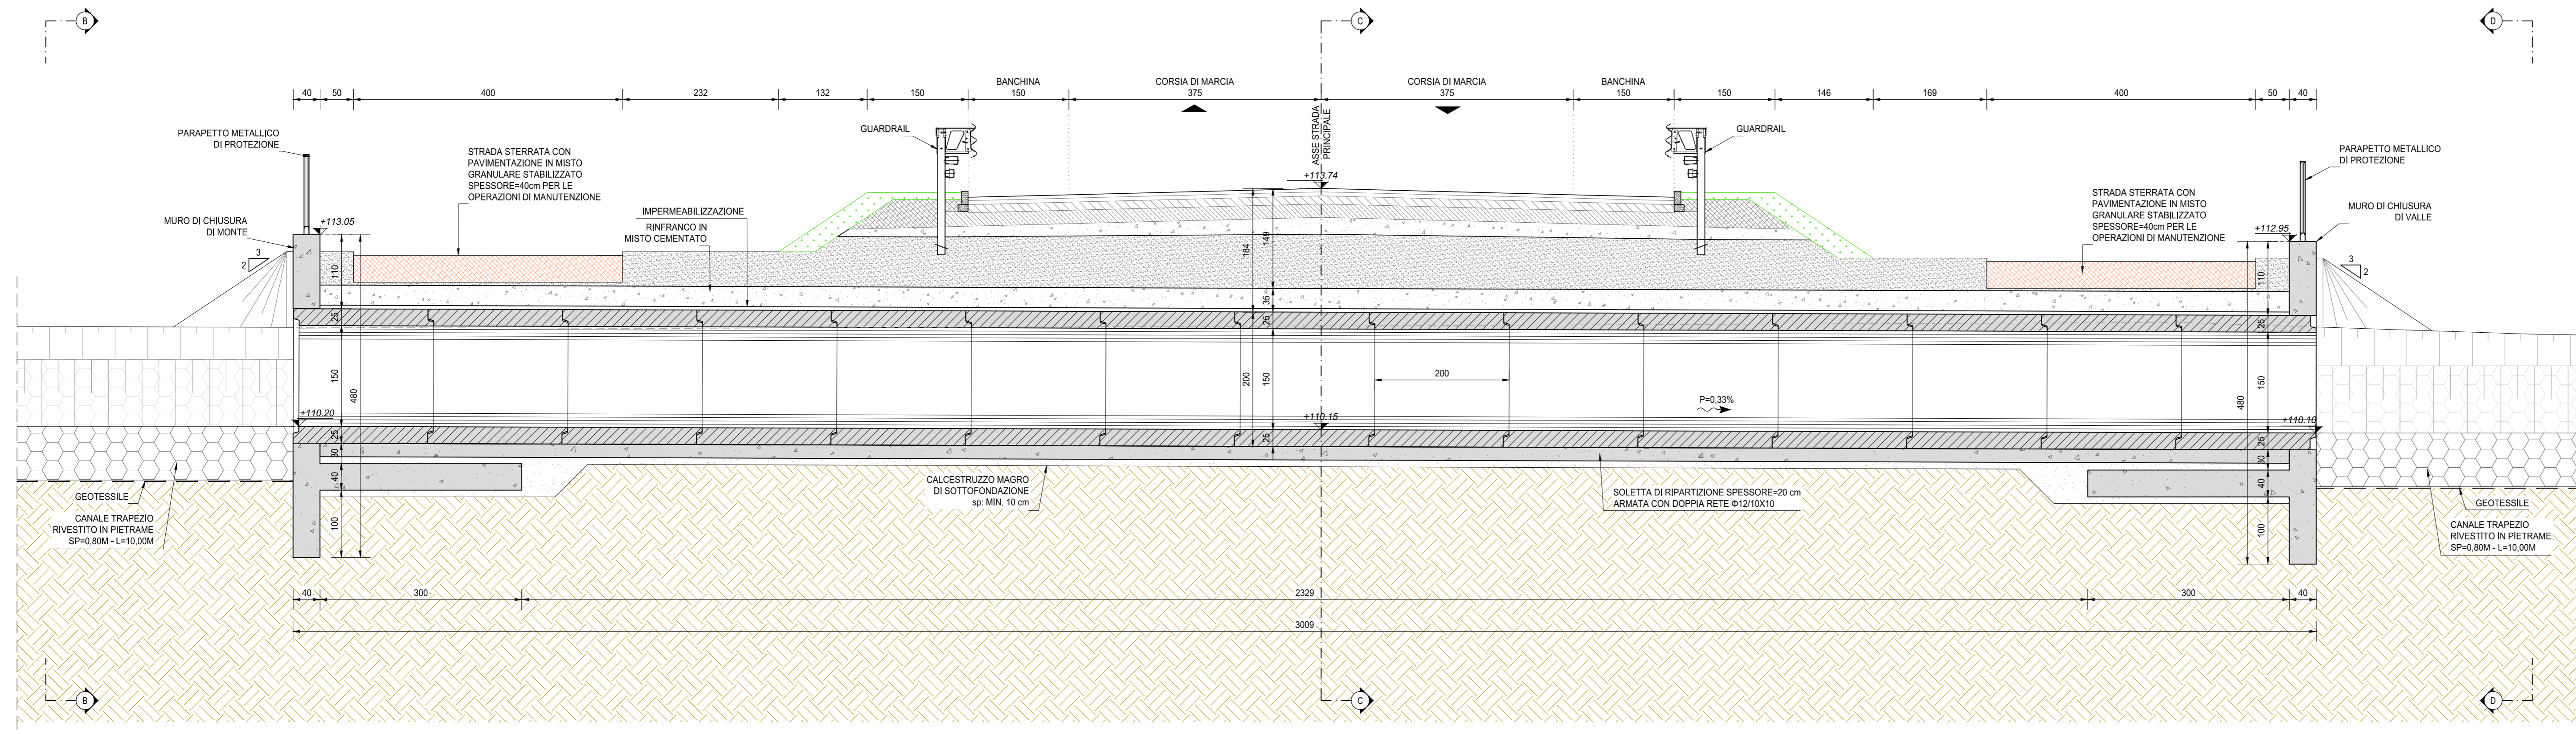 B
C
D
BANCHINA
CORSIA DI MARCIA
CORSIA DI MARCIA
BANCHINA
40
50
400
232
132
150
150
375
375
150
150
146
169
400
50
40
PARAPETTO METALLICO
DI PROTEZIONE
STRADA STERRATA CON
PAVIMENTAZIONE IN MISTO
GRANULARE STABILIZZATO
SPESSORE=40cm PER LE
OPERAZIONI DI MANUTENZIONE
GUARDRAIL
ASSE STRADA
PRINCIPALE
+113.74
GUARDRAIL
PARAPETTO METALLICO
DI PROTEZIONE
STRADA STERRATA CON
PAVIMENTAZIONE IN MISTO
GRANULARE STABILIZZATO
SPESSORE=40cm PER LE
OPERAZIONI DI MANUTENZIONE
MURO DI CHIUSURA
DI MONTE
+113.05
IMPERMEABILIZZAZIONE
RINFRANCO IN
MISTO CEMENTATO
MURO DI CHIUSURA
DI VALLE
+112.95
3
2
3
2
110
25
150
25
30
40
100
480
184
200
149
35
25
150
25
200
P=0,33%
110
25
150
25
30
40
100
480
+110.20
+110.15
+110.10
GEOTESSILE
CANALE TRAPEZIO
RIVESTITO IN PIETRAME
SP=0,80M - L=10,00M
CALCESTRUZZO MAGRO
DI SOTTOFONDAZIONE
sp: MIN. 10 cm
SOLETTA DI RIPARTIZIONE SPESSORE=20 cm
ARMATA CON DOPPIA RETE Φ12/10X10
GEOTESSILE
CANALE TRAPEZIO
RIVESTITO IN PIETRAME
SP=0,80M - L=10,00M
40
300
2329
300
40
3009
B
C
D